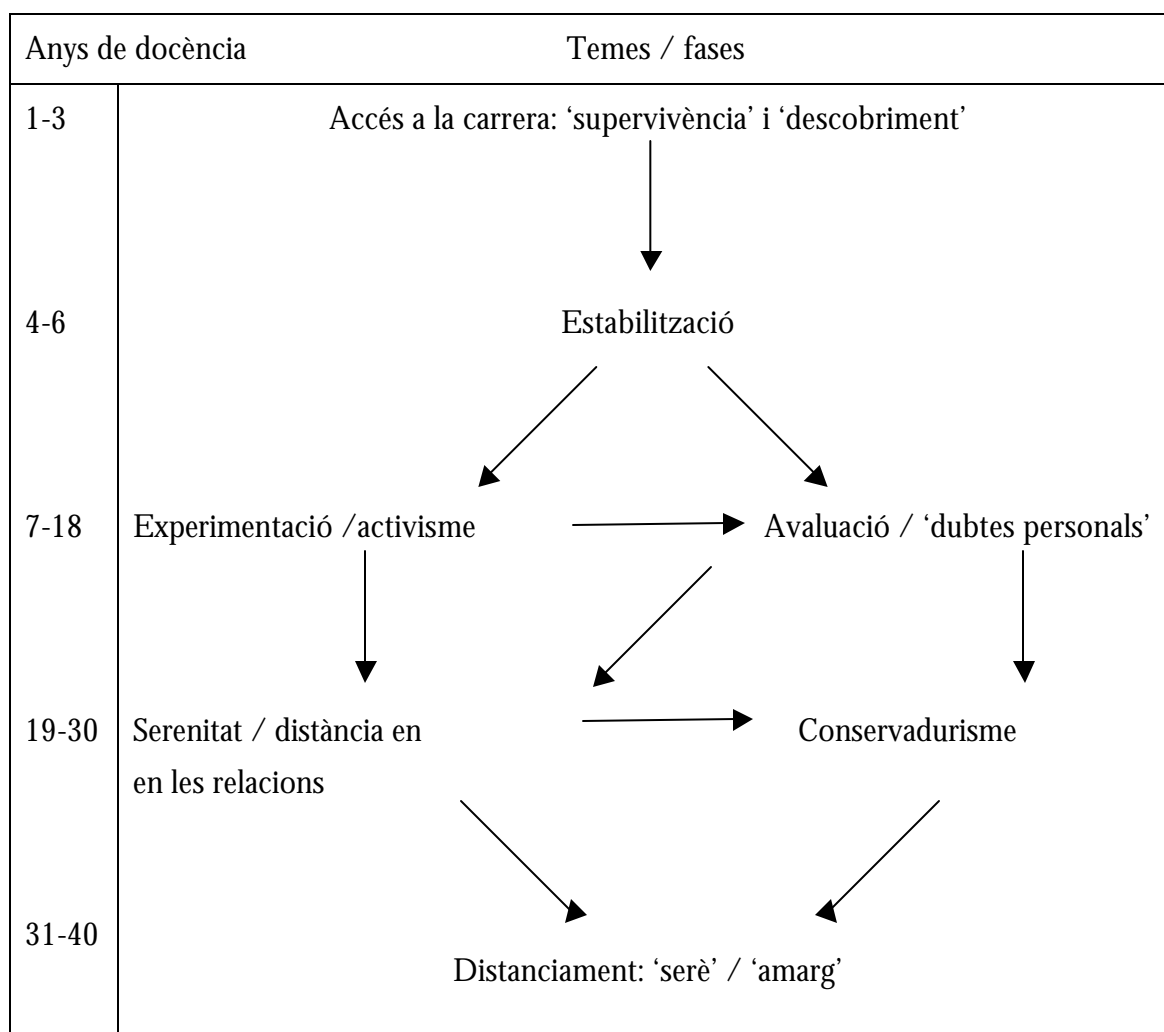 Anys de docència Temes / fases
1-3 Accés a la carrera: ‘supervivència’ i ‘descobriment’
4-6 Estabilització
7-18 Experimentació /activisme Avaluació / ‘dubtes personals’
19-30 Serenitat / distància en Conservadurisme
en les relacions
31-40
Distanciament: ‘serè’ / ‘amarg’